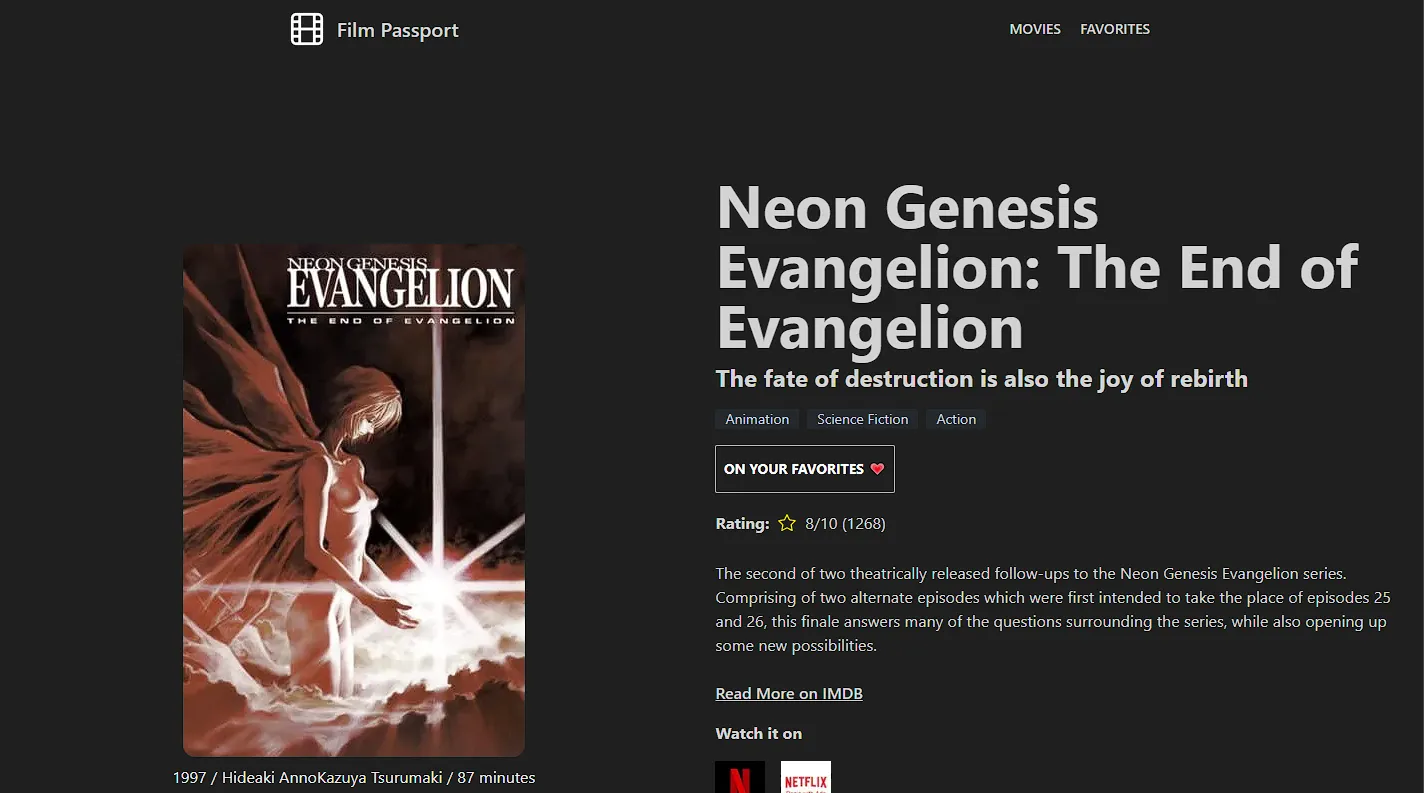 Film Passport
MOVIES FAVORITES
NEON GENESIS
EVANGELION
THE END OF EVANGELION
1997 / Hideaki AnnoKazuya Tsurumaki / 87 minutes
Neon Genesis
Evangelion: The End of
Evangelion
The fate of destruction is also the joy of rebirth
Animation Science Fiction Action
ON YOUR FAVORITES ❤
Rating: 8/10 (1268)
The second of two theatrically released follow-ups to the Neon Genesis Evangelion series.
Comprising of two alternate episodes which were first intended to take the place of episodes 25
and 26, this finale answers many of the questions surrounding the series, while also opening up
some new possibilities.
Read More on IMDB
Watch it on
N NETFLIX